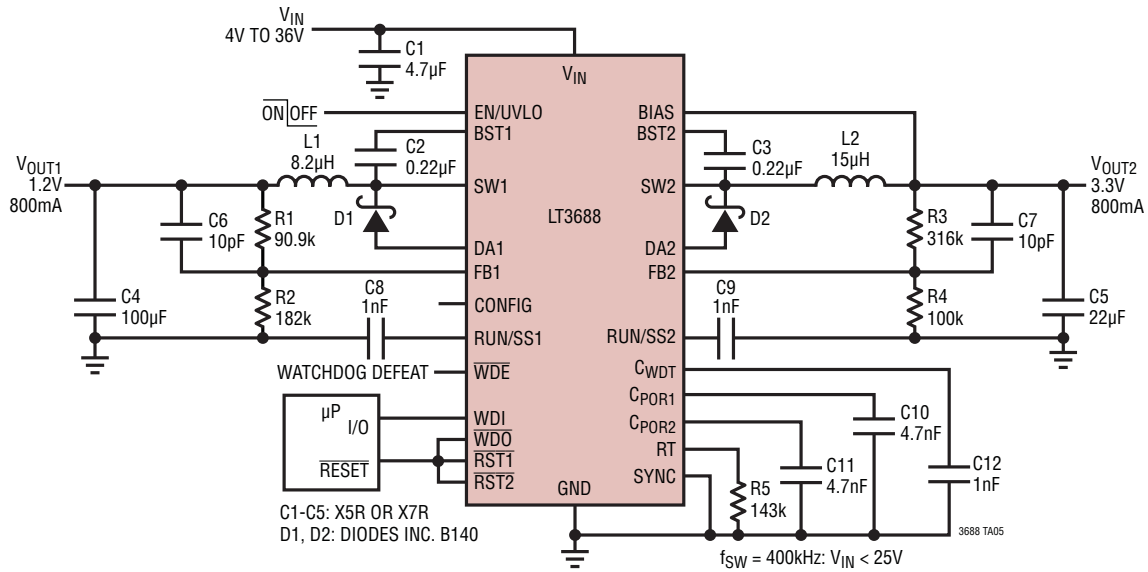 VIN
4V TO 36V
C1
4.7µF
VIN
ON OFF
EN/UVLO
BIAS
BST1
BST2
L1
8.2µH
C2
0.22µF
C3
0.22µF
L2
15µH
VOUT1
1.2V
800mA
VOUT2
3.3V
800mA
SW1
SW2
LT3688
D1
D2
C6
10pF
R1
90.9k
R3
316k
C7
10pF
DA1
DA2
FB1
FB2
C4
100µF
R2
182k
C8
1nF
CONFIG
C9
1nF
R4
100k
C5
22µF
RUN/SS1
RUN/SS2
WATCHDOG DEFEAT
WDE
CWDT
CPOR1
CPOR2
µP
I/O
RESET
WDI
WDO
RST1
RST2
RT
SYNC
GND
C10
4.7nF
C11
4.7nF
C12
1nF
R5
143k
C1-C5: X5R OR X7R
D1, D2: DIODES INC. B140
3688 TA05
fSW = 400kHz: VIN < 25V